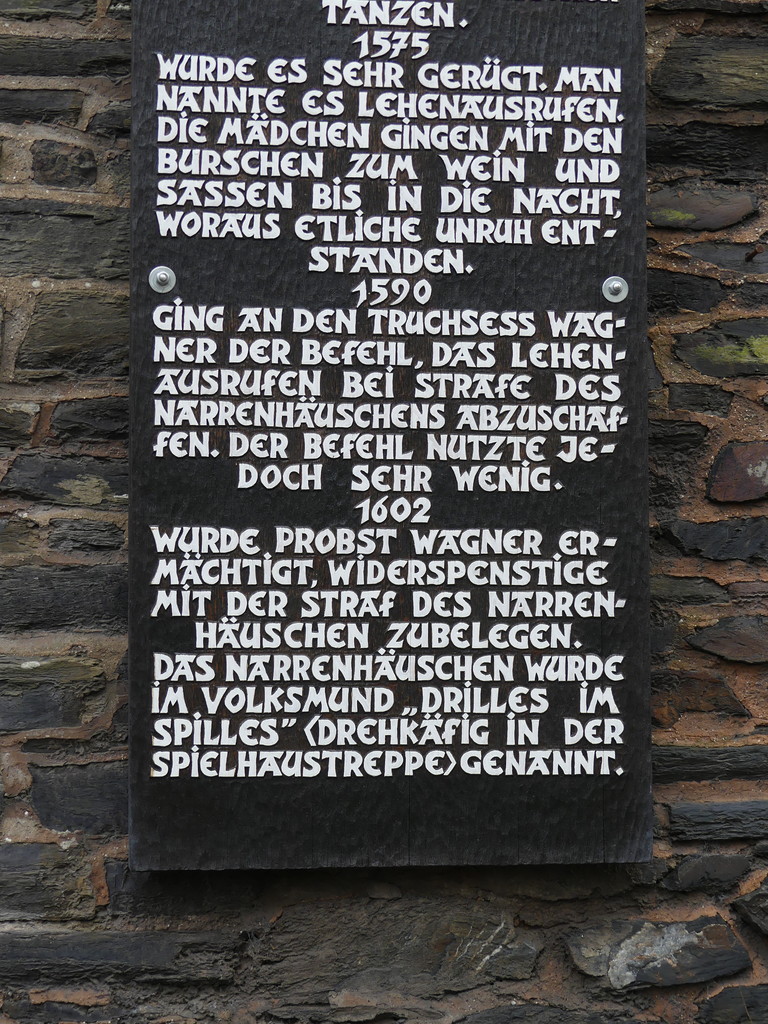 TANZEN.
1575
WURDE ES SEHR GERÜGT. MAN
NANNTE ES LEHENAUSRUFEN.
DIE MÄDCHEN GINGEN MIT DEN
BURSCHEN ZUM WEIN UND
SASSEN BIS IN DIE NACHT,
WORAUS ETLICHE UNRUH ENT-
STANDEN.
1590
GING AN DEN TRUCHSESS WAG-
NER DER BEFEHL, DAS LEHEN-
AUSRUFEN BEI STRAFE DES
NARRENHÄUSCHENS ABZUSCHAF-
FEN. DER BEFEHL NUTZTE JE-
DOCH SEHR WENIG.
1602
WURDE PROBST WAGNER ER-
MÄCHTIGT, WIDERSPENSTIGE
MIT DER STRAF DES NARREN-
HÄUSCHEN ZUBELEGEN.
DAS NARRENHÄUSCHEN WURDE
IM VOLKSMUND „DRILLES IM
SPILLES" <DREHKÄFIG IN DER
SPIELHAUSTREPPE> GENANNT.